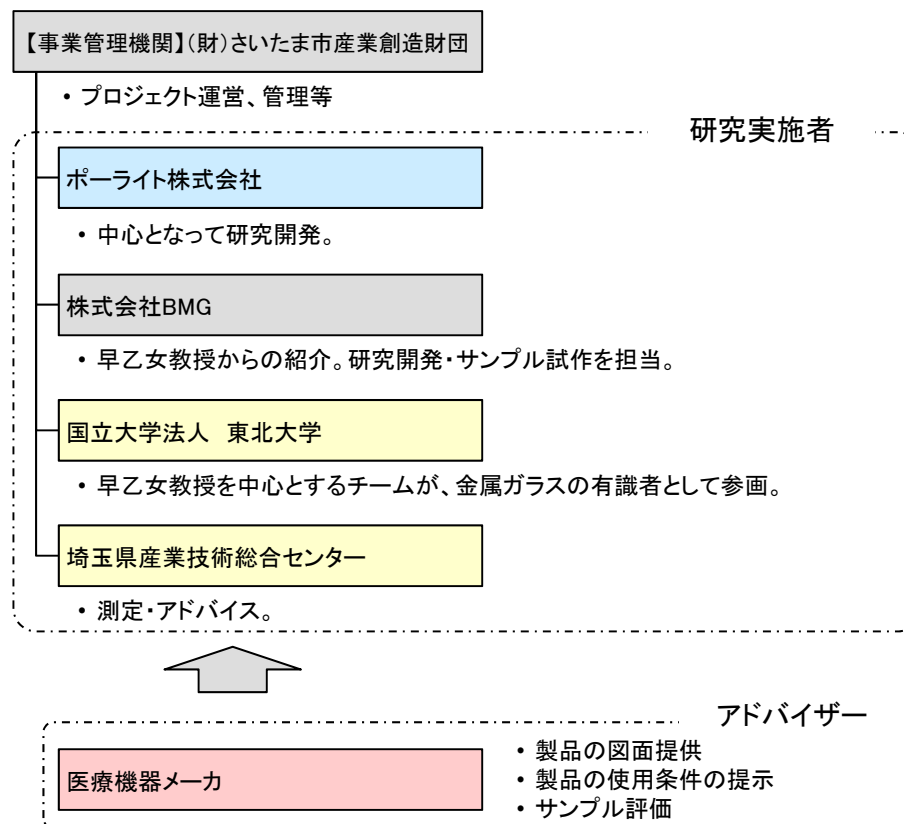 【事業管理機関】(財)さいたま市産業創造財団
• プロジェクト運営、管理等
研究実施者
ポーライト株式会社
• 中心となって研究開発。
株式会社BMG
• 早乙女教授からの紹介。研究開発・サンプル試作を担当。
国立大学法人　東北大学
• 早乙女教授を中心とするチームが、金属ガラスの有識者として参画。
埼玉県産業技術総合センター
• 測定・アドバイス。
アドバイザー
医療機器メーカ
• 製品の図面提供
• 製品の使用条件の提示
• サンプル評価